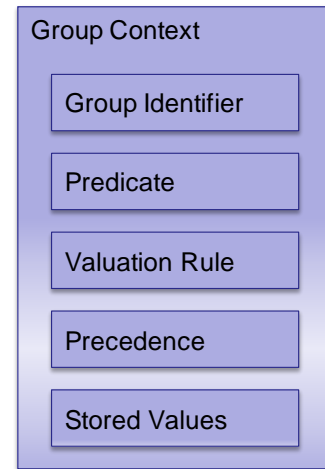 Group Context
Group Identifier
Predicate
Valuation Rule
Precedence
Stored Values